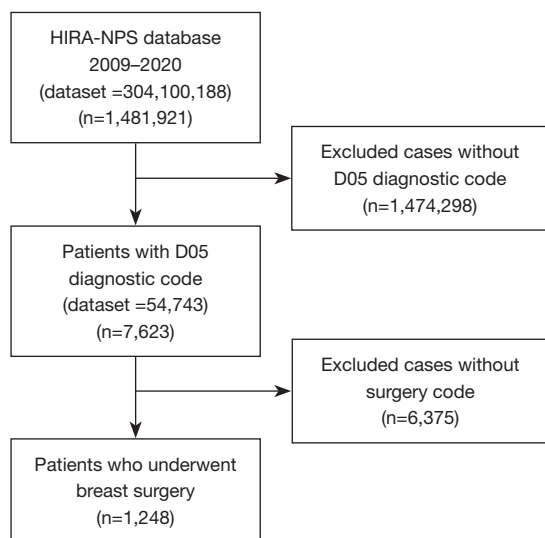 HIRA-NPS database
2009–2020
(dataset =304,100,188)
(n=1,481,921)
Excluded cases without
D05 diagnostic code
(n=1,474,298)
Patients with D05
diagnostic code
(dataset =54,743)
(n=7,623)
Excluded cases without
surgery code
(n=6,375)
Patients who underwent
breast surgery
(n=1,248)